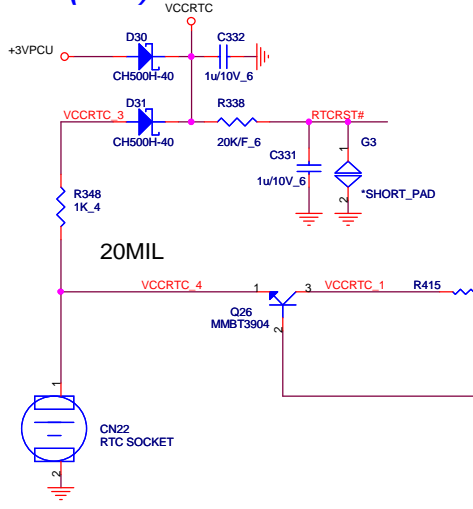 VCCRTC
+3VPCU
D30
C332
CH500H-40
1u/10V_6
VCCRTC_3
D31
R338
RTCRST#
CH500H-40
20K/F_6
C331
1u/10V_6
1
G3
*SHORT_PAD
2
R348
1K_4
20MIL
VCCRTC_4
1
3
VCCRTC_1
R415
Q26
MMBT3904
2
1
CN22
RTC SOCKET
2